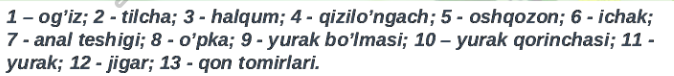 1 – og’iz; 2 - tilcha; 3 - halqum; 4 - qizilo’ngach; 5 - oshqozon; 6 - ichak;
7 - anal teshigi; 8 - o’pka; 9 - yurak bo’lmasi; 10 – yurak qorinchasi; 11 -
yurak; 12 - jigar; 13 - qon tomirlari.